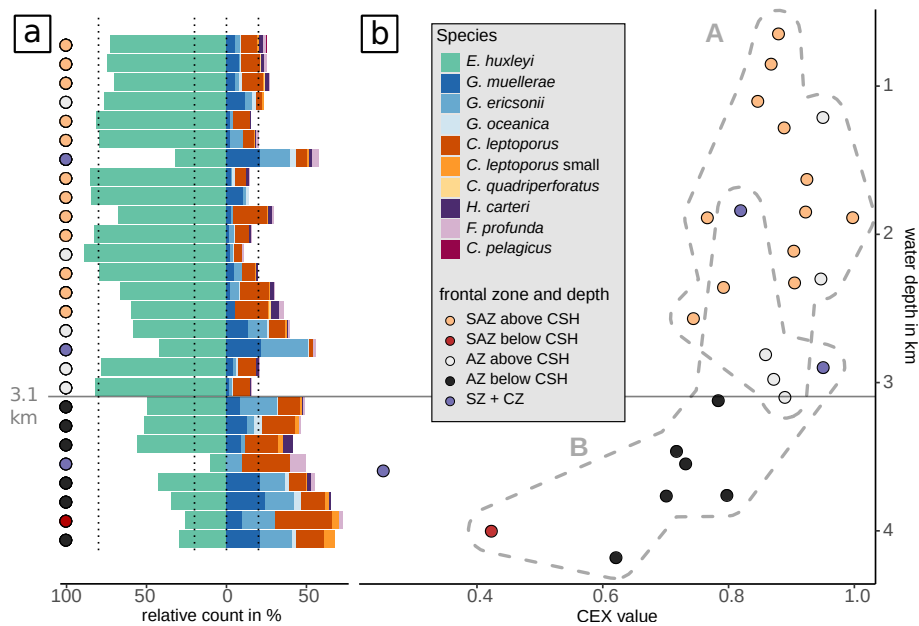 a
b
Species
E. huxleyi
G. muellerae
G. ericsonii
G. oceanica
C. leptoporus
C. leptoporus small
C. quadriperforatus
H. carteri
F. profunda
C. pelagicus
frontal zone and depth
SAZ above CSH
SAZ below CSH
AZ above CSH
AZ below CSH
SZ + CZ
A
B
3.1
km
1
2
3
4
water depth in km
100
50
0
50
relative count in %
0.4
0.6
0.8
1.0
CEX value